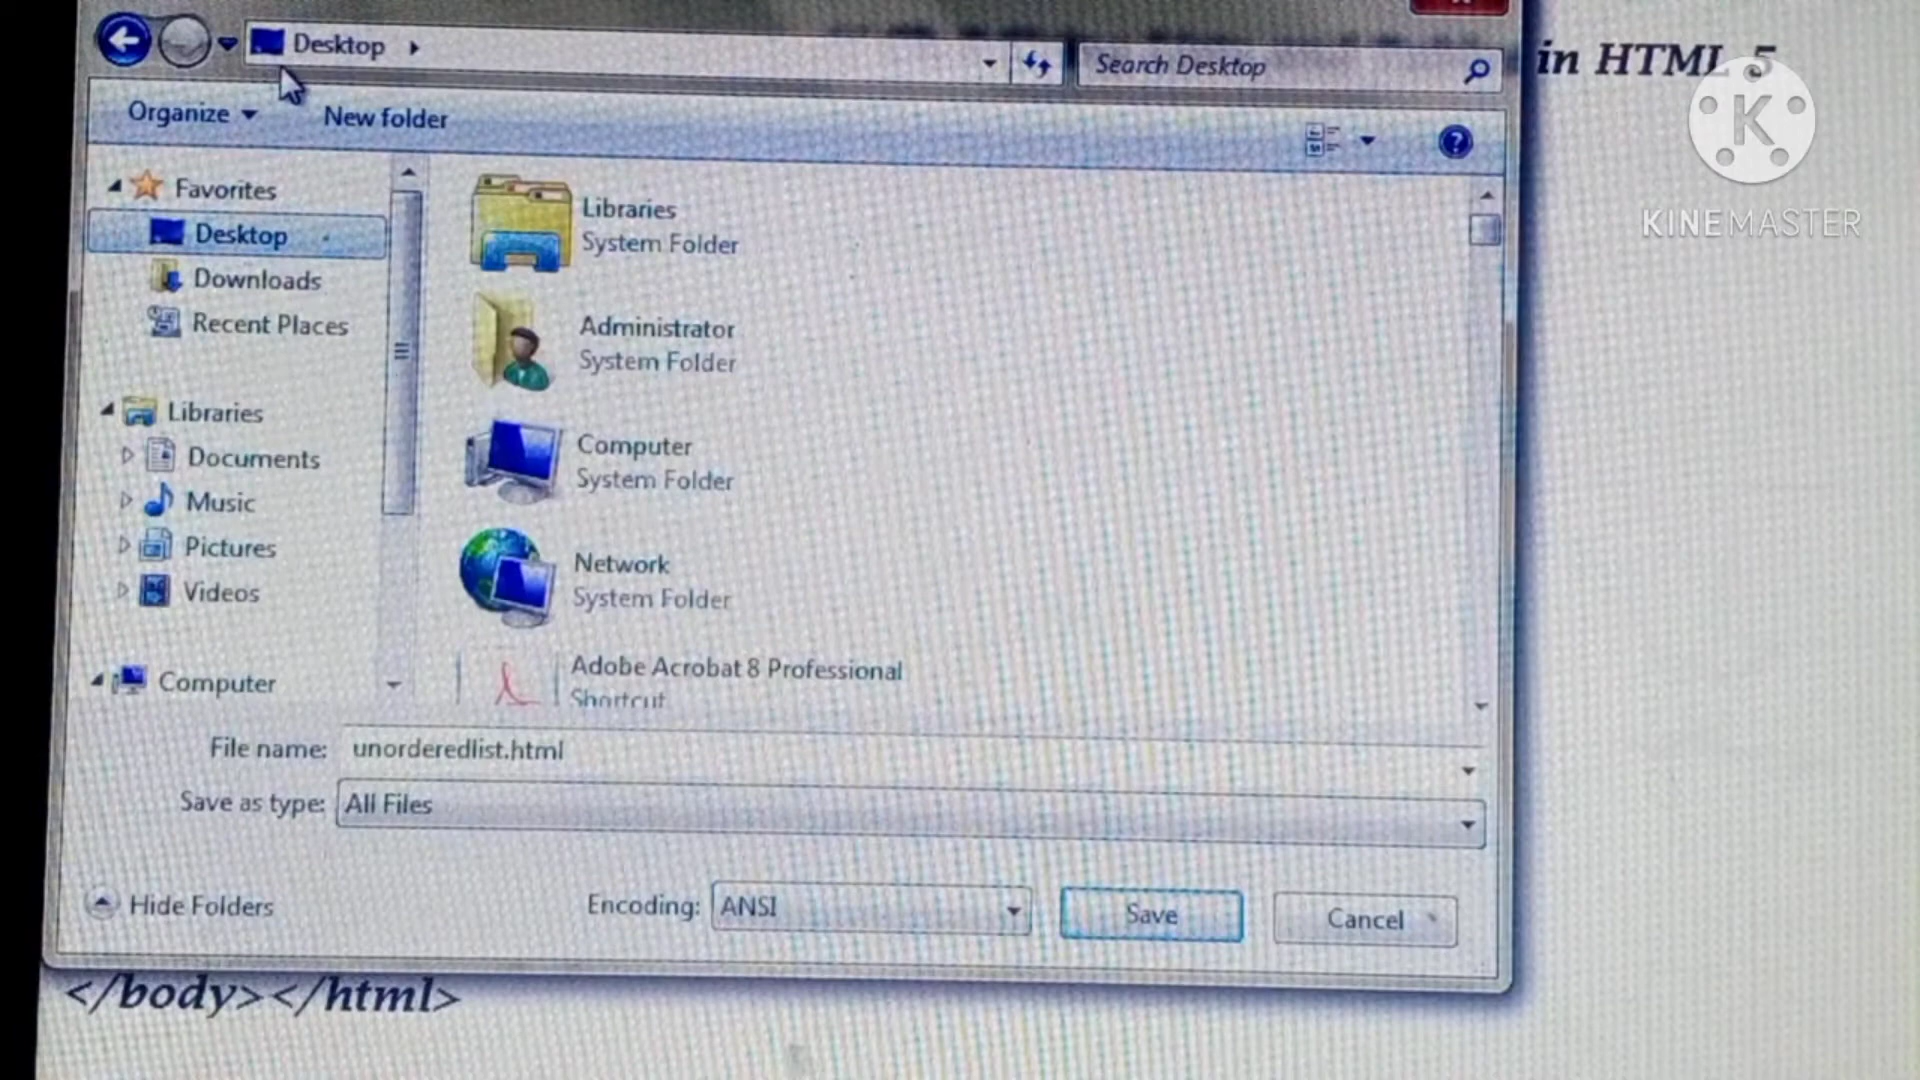 Desktop
Search Desktop
in HTML 5
K
KINEMASTER
Organize
New folder
Favorites
Desktop
Downloads
Recent Places
Libraries
Documents
Music
Pictures
Videos
Computer
Libraries
System Folder
Administrator
System Folder
Computer
System Folder
Network
System Folder
Adobe Acrobat 8 Professional
Shortcut
File name: unorderedlist.html
Save as type: All Files
Hide Folders
Encoding: ANSI
Save
Cancel
</body></html>